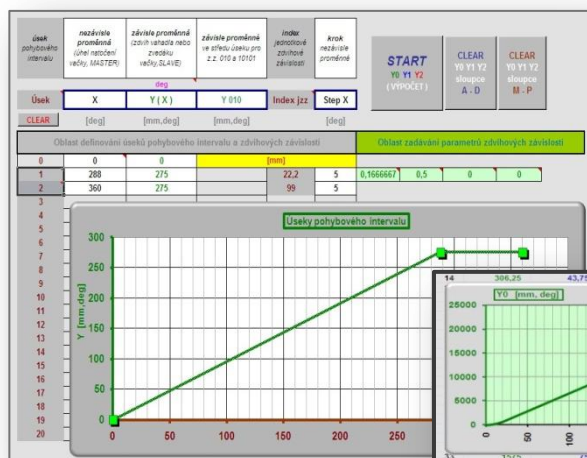 úsek
pohybového
intervalu
nezávisle
proměnná
(úhel natočení
vačky, MASTER)
závisle
proměnná
(zdvih vahadla nebo
zvedáku
vačky,SLAVE)
závisle proměnné
ve středu úseku pro
z.z. 010 a 10101
index
jednotkové
zdvihové
závislosti
krok
nezávisle
proměnné
START
Y0 Y1 Y2
( VÝPOČET )
CLEAR
Y0 Y1 Y2
sloupce
A - D
CLEAR
Y0 Y1 Y2
sloupce
M - P
deg
Úsek X Y ( X ) Y 010 Index jzz Step X
CLEAR [deg] [mm,deg] [mm,deg] [deg]
Oblast definování úseků pohybového intervalu a zdvihových závislostí Oblast zadávání parametrů zdvihových závislostí
0 0 0 [mm]
1 288 275 22,2 5 0,1666667 0,5 0 0
2 360 275 99 5
3
4
5
6
7
8
9
10
11
12
13
14
15
16
17
18
19
20
Úseky pohybového intervalu
Y [mm,deg]
300
250
200
150
100
50
0
0 50 100 150 200 250
14 306,25 43,75
Y0 [mm, deg]
25000
20000
15000
10000
5000
0
0 50 100